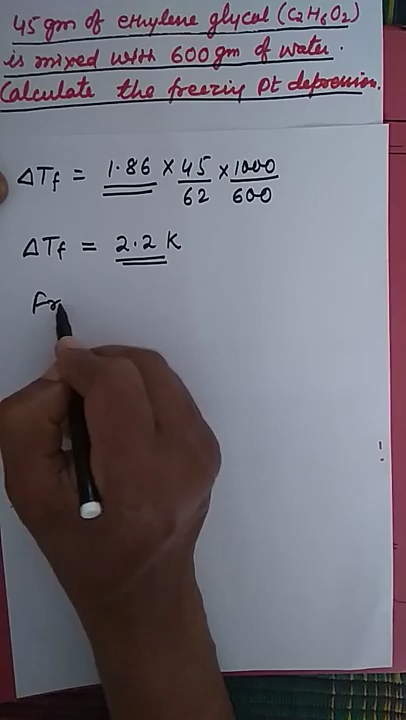 45 gm of ethylene glycol (C₂H₆O₂)
is mixed with 600 gm of water.
Calculate the freezing pt depression.
ΔTf = 1.86 × 45/62 × 1000/600
ΔTf = 2.2 K
Fr